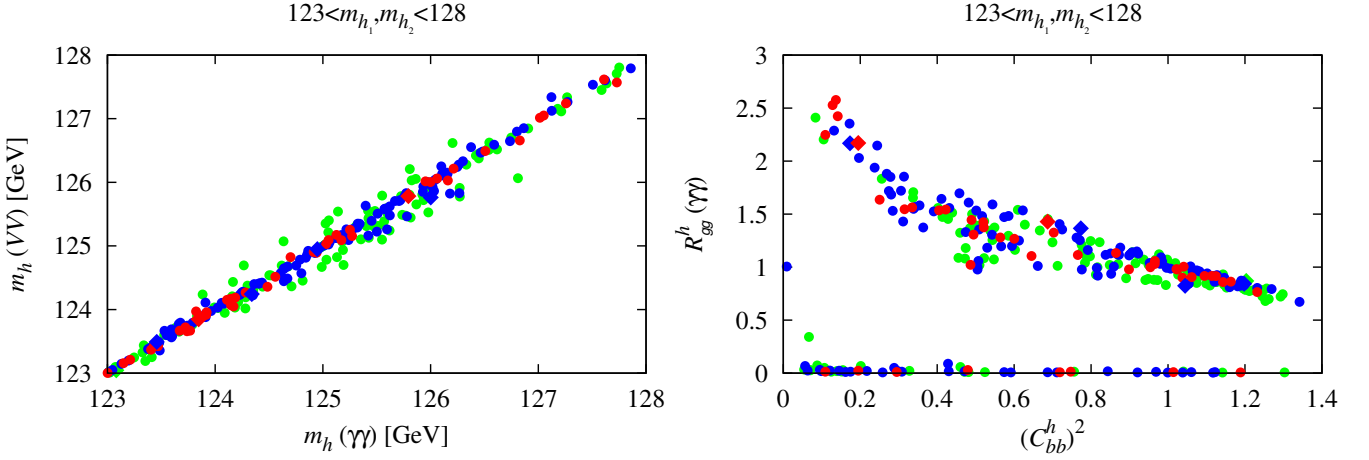 123<m_{h_1},m_{h_2}<128
128
127
126
125
124
123
m_h (VV) [GeV]
123 124 125 126 127 128
m_h (γγ) [GeV]
123<m_{h_1},m_{h_2}<128
3
2.5
2
1.5
1
0.5
0
R^h_{gg}(γγ)
0 0.2 0.4 0.6 0.8 1 1.2 1.4
(C^h_{bb})^2